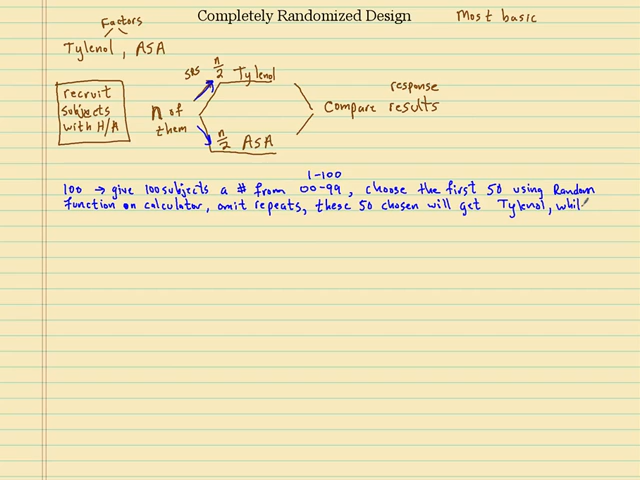 Completely Randomized Design
Most basic
Factors
Tylenol, ASA
recruit
subjects
with H/A
n of
them
SRS
n/2 Tylenol
n/2 ASA
response
Compare results
1-100
100 → give 100 subjects a # from 00-99, choose the first 50 using Random
function on calculator, omit repeats, these 50 chosen will get Tylenol, whil